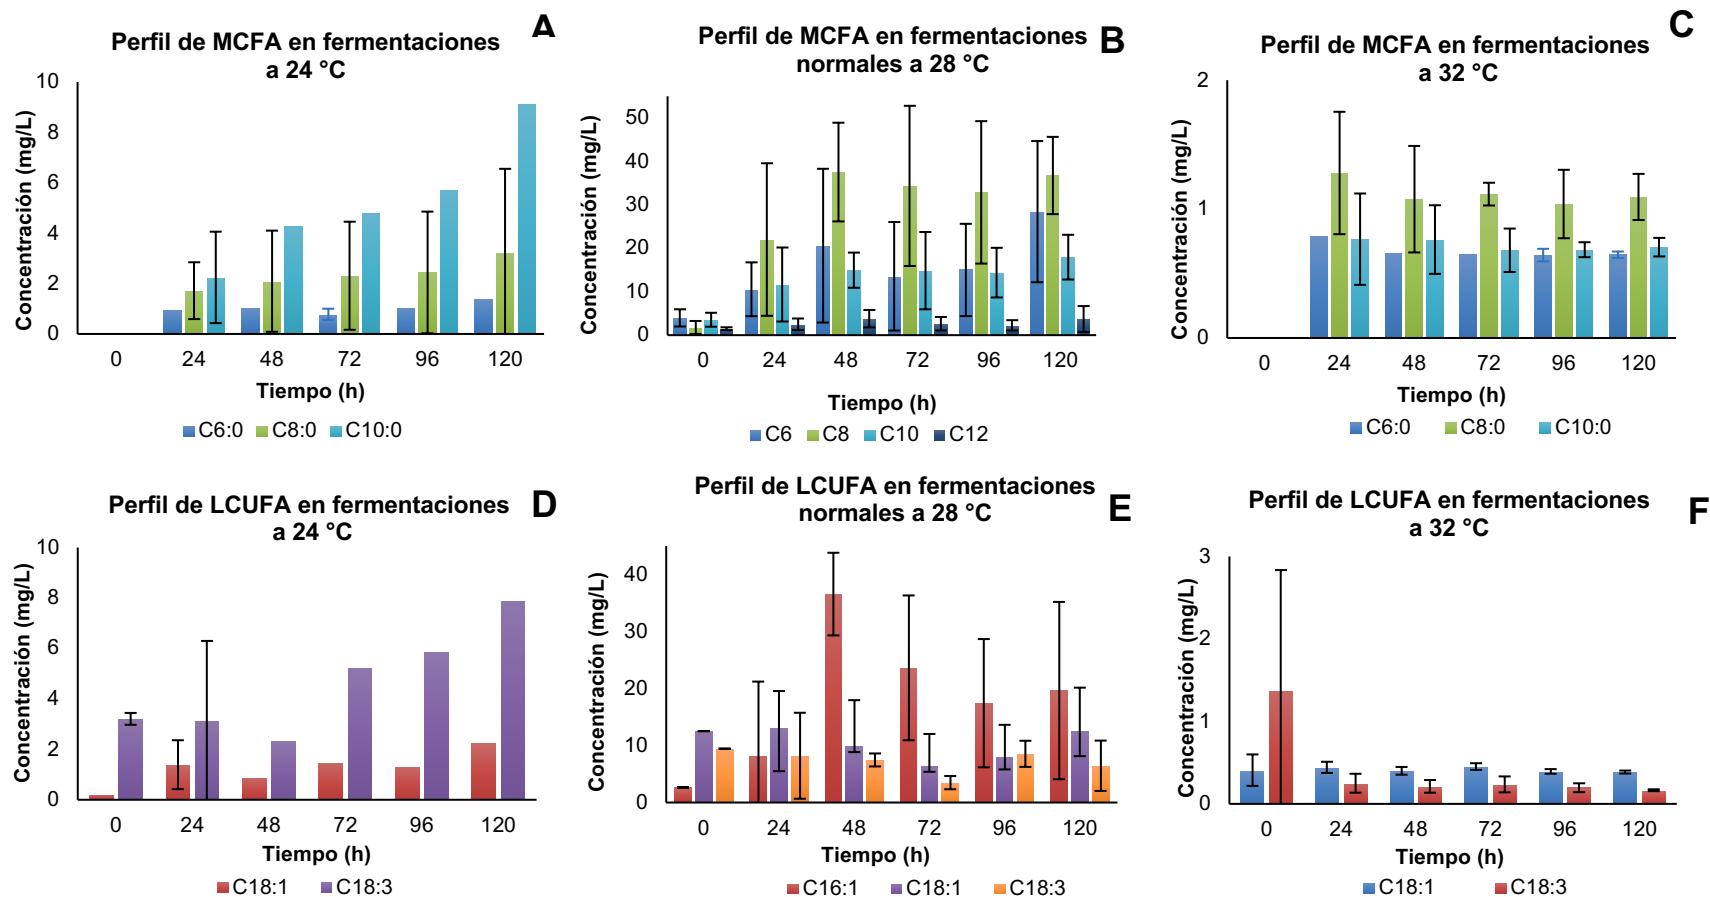 A
Perfil de MCFA en fermentaciones
a 24 °C
Concentración (mg/L)
10
8
6
4
2
0
0 24 48 72 96 120
Tiempo (h)
C6:0 C8:0 C10:0
B
Perfil de MCFA en fermentaciones
normales a 28 °C
Concentración (mg/L)
50
40
30
20
10
0
0 24 48 72 96 120
Tiempo (h)
C6 C8 C10 C12
C
Perfil de MCFA en fermentaciones
a 32 °C
Concentración (mg/L)
2
1
0
0 24 48 72 96 120
Tiempo (h)
C6:0 C8:0 C10:0
D
Perfil de LCUFA en fermentaciones
a 24 °C
Concentración (mg/L)
10
8
6
4
2
0
0 24 48 72 96 120
Tiempo (h)
C18:1 C18:3
E
Perfil de LCUFA en fermentaciones
normales a 28 °C
Concentración (mg/L)
40
30
20
10
0
0 24 48 72 96 120
Tiempo (h)
C16:1 C18:1 C18:3
F
Perfil de LCUFA en fermentaciones
a 32 °C
Concentración (mg/L)
3
2
1
0
0 24 48 72 96 120
Tiempo (h)
C18:1 C18:3